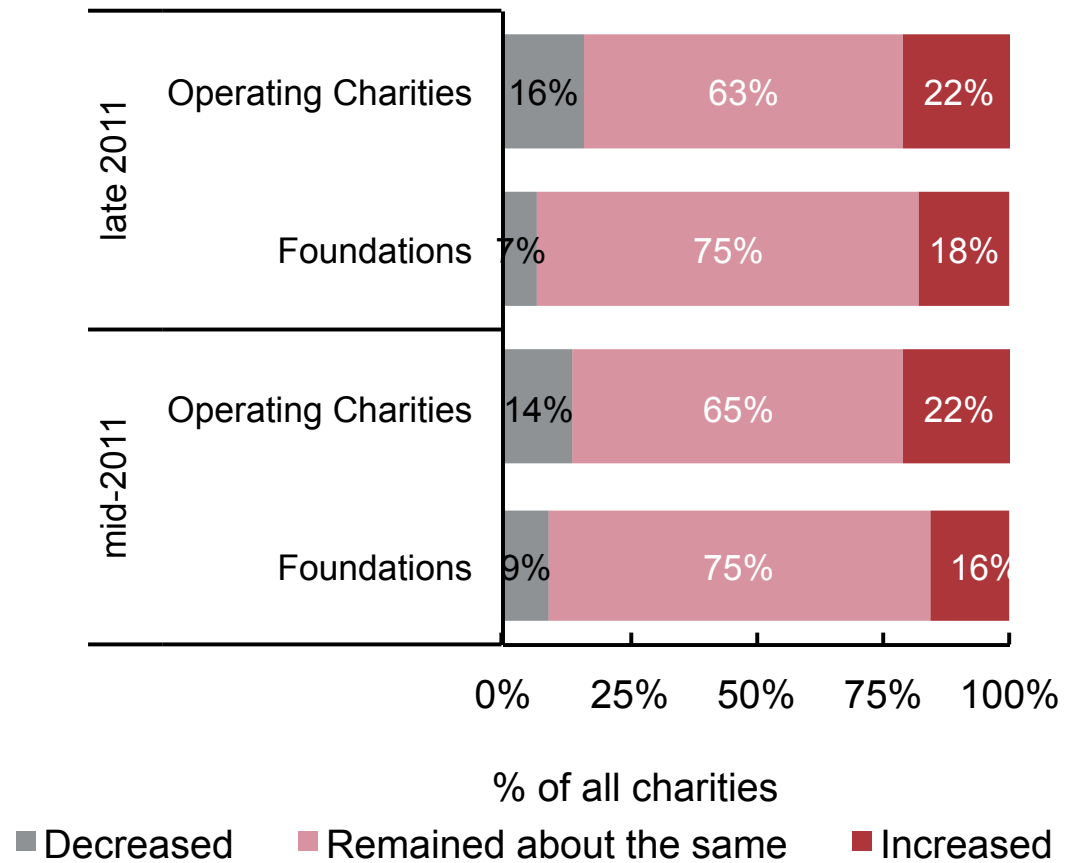 late 2011
Operating Charities 16% 63% 22%
Foundations 7% 75% 18%
mid-2011
Operating Charities 14% 65% 22%
Foundations 9% 75% 16%
0% 25% 50% 75% 100%
% of all charities
Decreased Remained about the same Increased